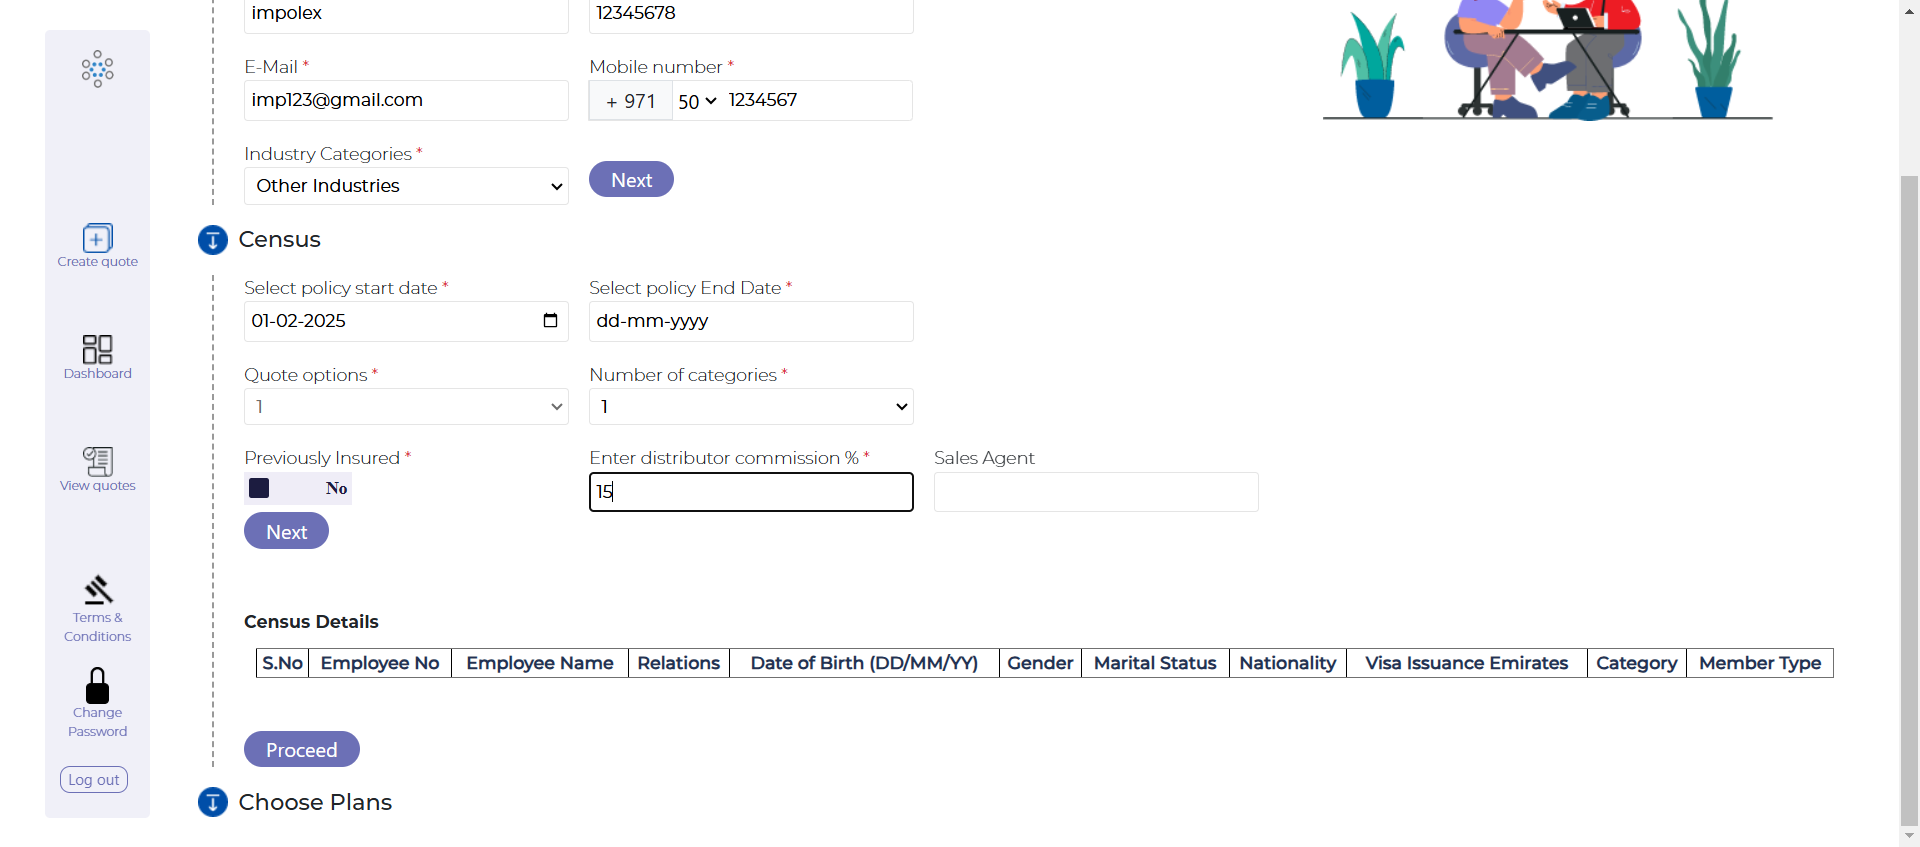 impolex 12345678
E-Mail * Mobile number *
imp123@gmail.com + 971 50 1234567
Industry Categories *
Other Industries Next
Census
Select policy start date * Select policy End Date *
01-02-2025 dd-mm-yyyy
Quote options * Number of categories *
1 1
Previously Insured * Enter distributor commission % * Sales Agent
No 15
Next
Census Details
S.No Employee No Employee Name Relations Date of Birth (DD/MM/YY) Gender Marital Status Nationality Visa Issuance Emirates Category Member Type
Proceed
Choose Plans
Create quote
Dashboard
View quotes
Terms &
Conditions
Change
Password
Log out